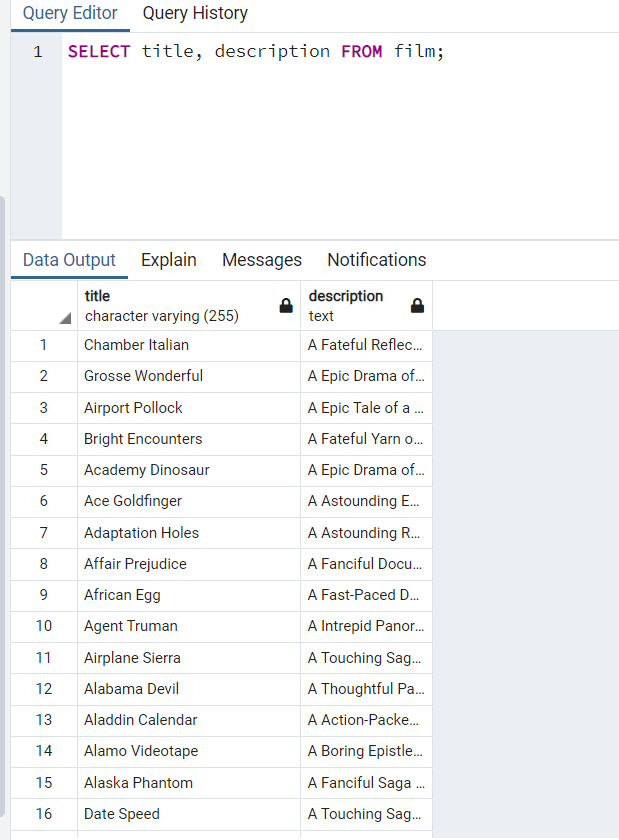 Query Editor Query History
1 SELECT title, description FROM film;
Data Output Explain Messages Notifications
title description
character varying (255) text
1 Chamber Italian A Fateful Reflec...
2 Grosse Wonderful A Epic Drama of...
3 Airport Pollock A Epic Tale of a ...
4 Bright Encounters A Fateful Yarn o...
5 Academy Dinosaur A Epic Drama of...
6 Ace Goldfinger A Astounding E...
7 Adaptation Holes A Astounding R...
8 Affair Prejudice A Fanciful Docu...
9 African Egg A Fast-Paced D...
10 Agent Truman A Intrepid Panor...
11 Airplane Sierra A Touching Sag...
12 Alabama Devil A Thoughtful Pa...
13 Aladdin Calendar A Action-Packe...
14 Alamo Videotape A Boring Epistle...
15 Alaska Phantom A Fanciful Saga ...
16 Date Speed A Touching Sag...